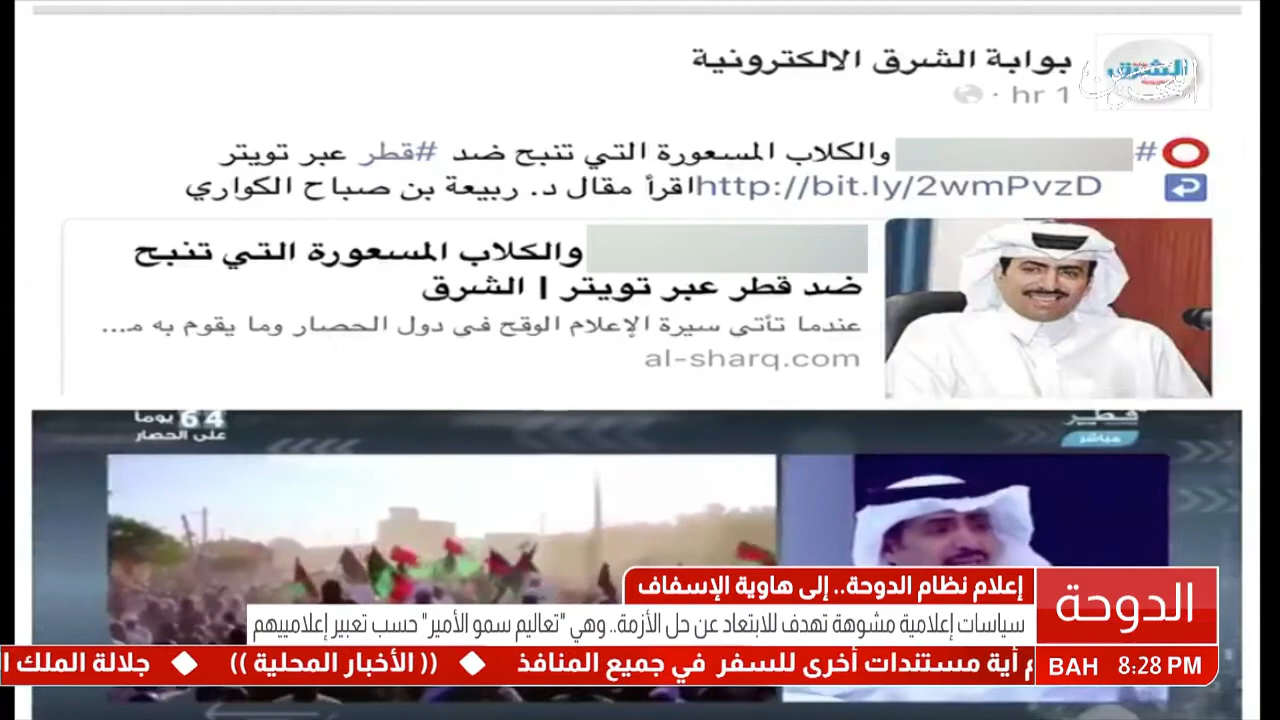 بوابة الشرق الالكترونية
الشرق
1 hr
# والكلاب المسعورة التي تنبح ضد #قطر عبر تويتر
http://bit.ly/2wmPvzD اقرأ مقال د. ربيعة بن صباح الكواري
والكلاب المسعورة التي تنبح
ضد قطر عبر تويتر | الشرق
عندما تأتي سيرة الإعلام الوقح في دول الحصار وما يقوم به مـ...
al-sharq.com
قطر
مباشر
64 يوما
على الحصار
إعلام نظام الدوحة.. إلى هاوية الإسفاف
الدوحة
سياسات إعلامية مشوهة تهدف للابتعاد عن حل الأزمة.. وهي "تعاليم سمو الأمير" حسب تعبير إعلامييهم
BAH 8:28 PM
م أية مستندات أخرى للسفر في جميع المنافذ ◆ (( الأخبار المحلية )) ◆ جلالة الملك